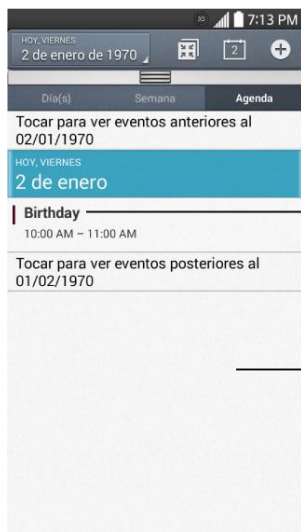 7:13 PM
HOY, VIERNES
2 de enero de 1970
2
Día(s)
Semana
Agenda
Tocar para ver eventos anteriores al
02/01/1970
HOY, VIERNES
2 de enero
Birthday
10:00 AM – 11:00 AM
Tocar para ver eventos posteriores al
01/02/1970